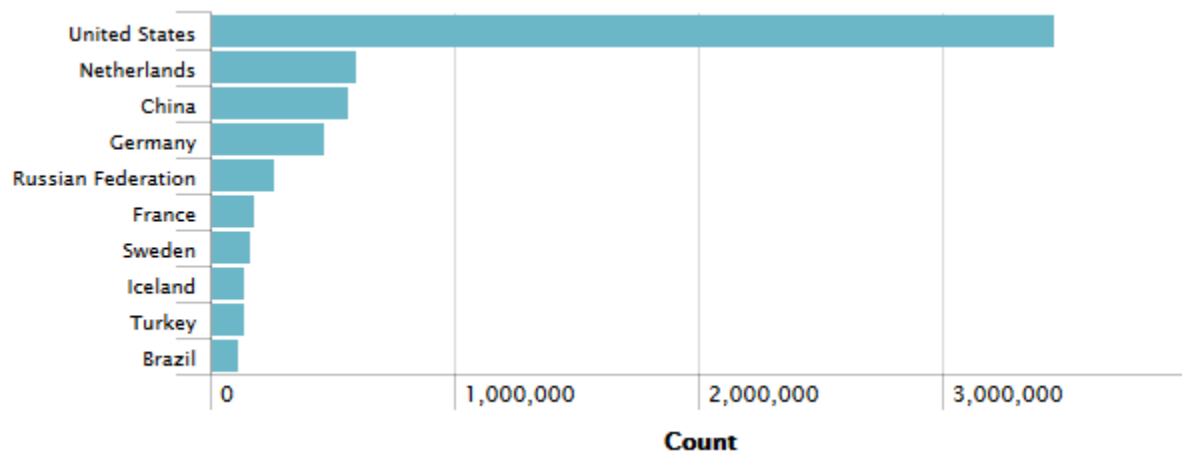 United States
Netherlands
China
Germany
Russian Federation
France
Sweden
Iceland
Turkey
Brazil
0 1,000,000 2,000,000 3,000,000
Count